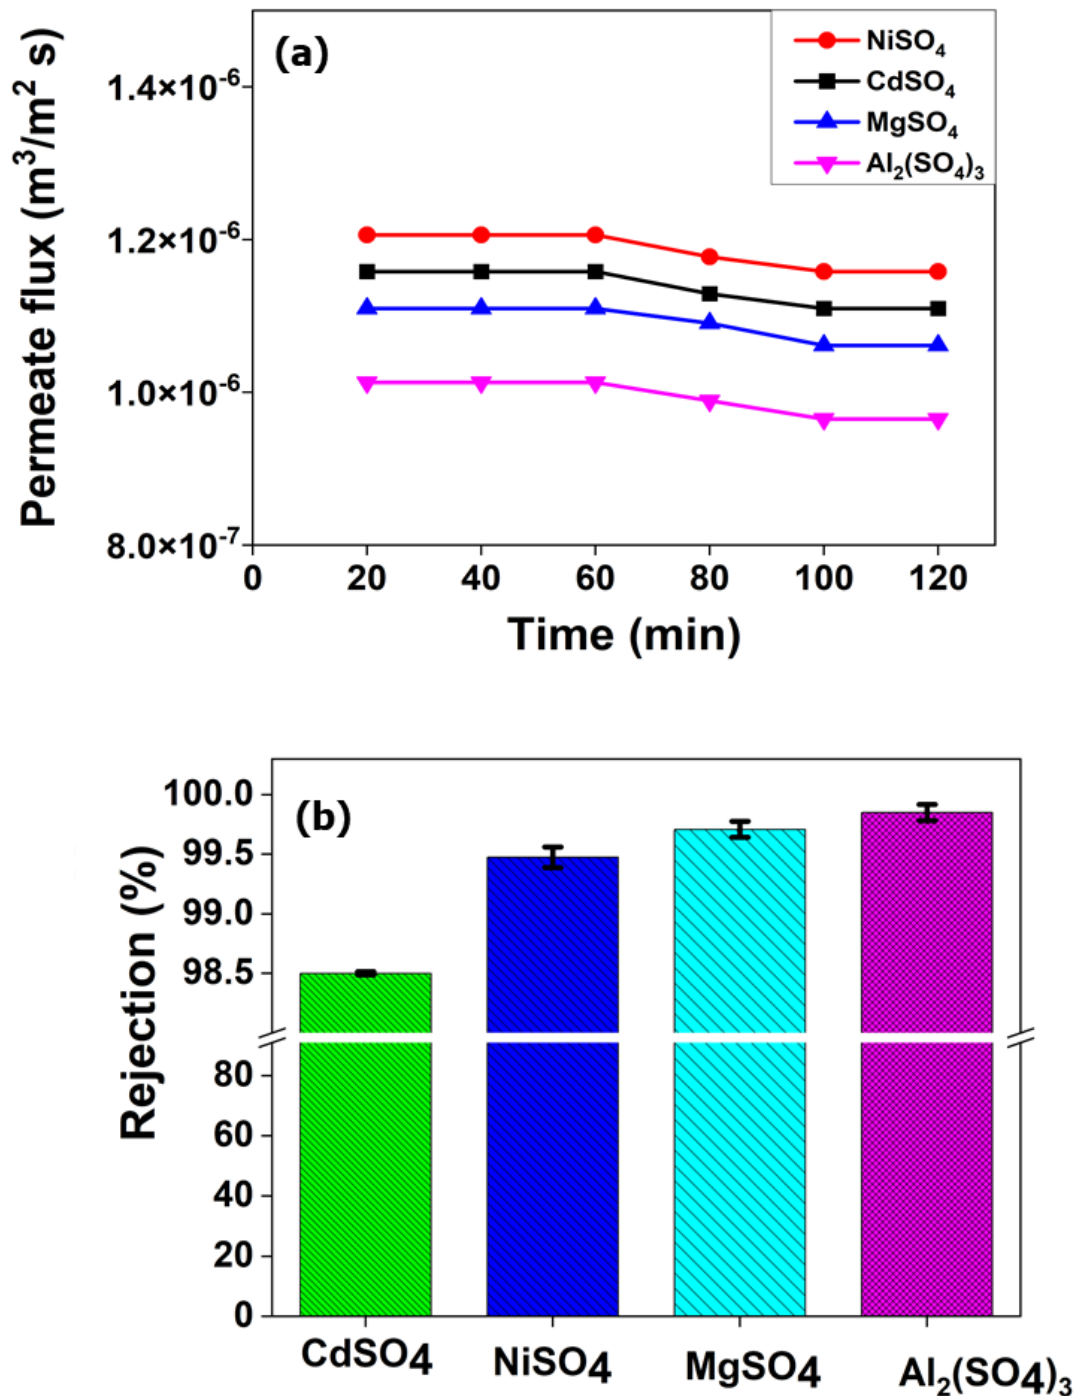 (a)
NiSO₄
CdSO₄
MgSO₄
Al₂(SO₄)₃
Permeate flux (m³/m² s)
1.4×10⁻⁶
1.2×10⁻⁶
1.0×10⁻⁶
8.0×10⁻⁷
0 20 40 60 80 100 120
Time (min)
(b)
Rejection (%)
100.0
99.5
99.0
98.5
80
60
40
20
0
CdSO4 NiSO4 MgSO4 Al₂(SO4)₃